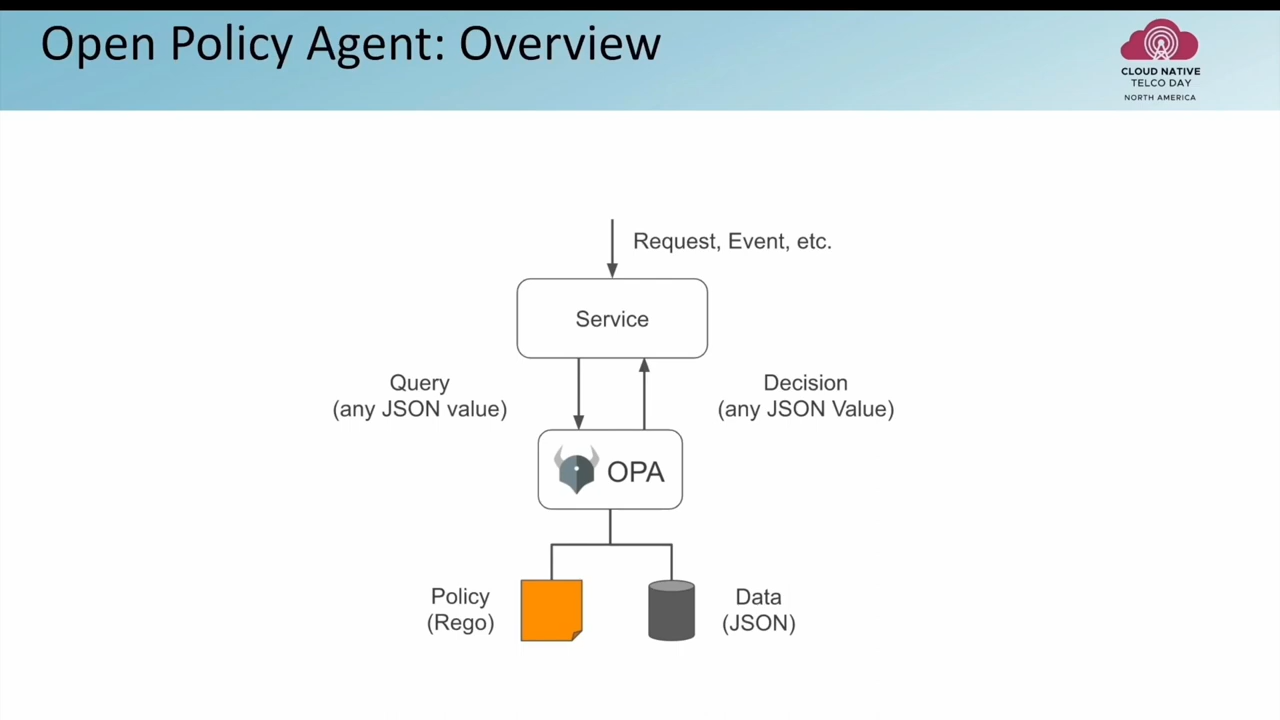 Open Policy Agent: Overview
CLOUD NATIVE
TELCO DAY
NORTH AMERICA
Request, Event, etc.
Service
Query
(any JSON value)
Decision
(any JSON Value)
OPA
Policy
(Rego)
Data
(JSON)